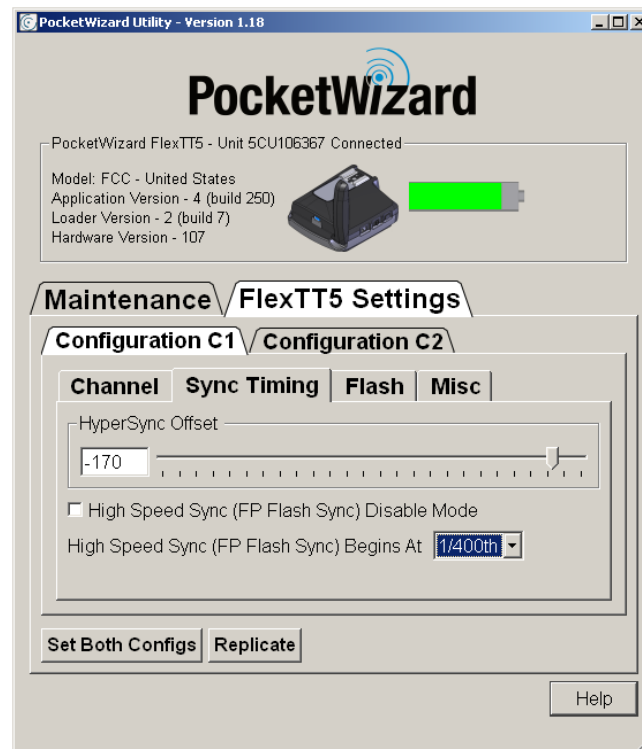 PocketWizard Utility - Version 1.18
PocketWizard
PocketWizard FlexTT5 - Unit 5CU106367 Connected
Model: FCC - United States
Application Version - 4 (build 250)
Loader Version - 2 (build 7)
Hardware Version - 107
Maintenance FlexTT5 Settings
Configuration C1 Configuration C2
Channel Sync Timing Flash Misc
HyperSync Offset
-170
High Speed Sync (FP Flash Sync) Disable Mode
High Speed Sync (FP Flash Sync) Begins At 1/400th
Set Both Configs Replicate
Help